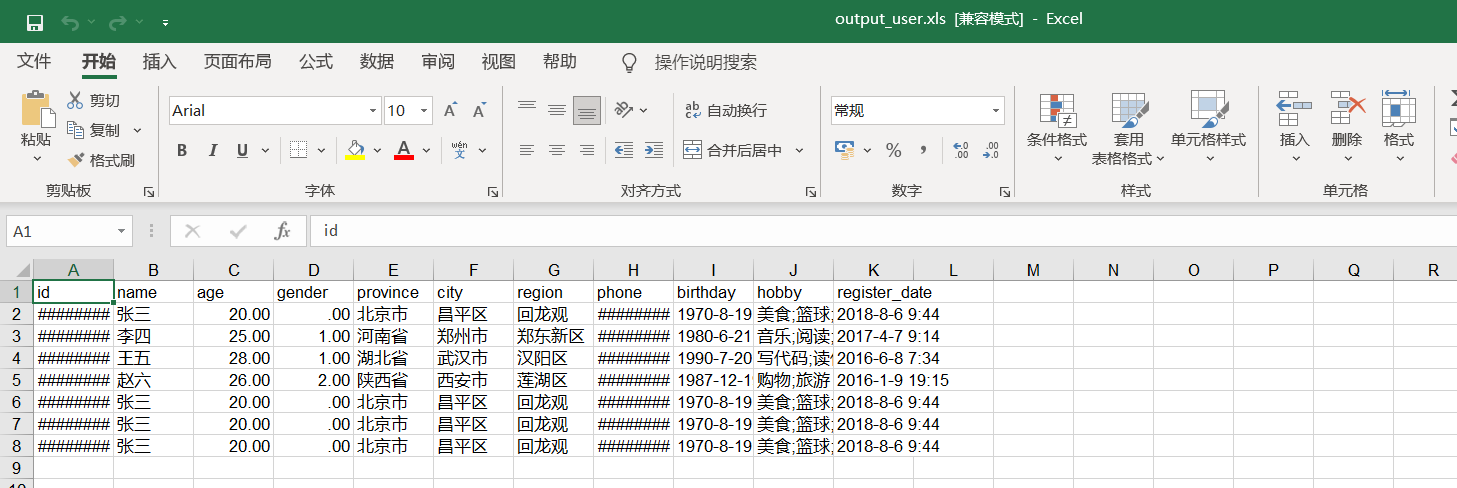 output_user.xls [兼容模式] - Excel
文件 开始 插入 页面布局 公式 数据 审阅 视图 帮助 操作说明搜索
粘贴 剪切 复制 格式刷
Arial 10
B I U A wén 文
ab c 自动换行
合并后居中
常规
% , .0 .00 .00 .0
条件格式 套用表格格式 单元格样式
插入 删除 格式
剪贴板 字体 对齐方式 数字 样式 单元格
A1 fx id
A B C D E F G H I J K L M N O P Q R
1 id name age gender province city region phone birthday hobby register_date
2 ######## 张三 20.00 .00 北京市 昌平区 回龙观 ######## 1970-8-19 美食;篮球; 2018-8-6 9:44
3 ######## 李四 25.00 1.00 河南省 郑州市 郑东新区 ######## 1980-6-21 音乐;阅读; 2017-4-7 9:14
4 ######## 王五 28.00 1.00 湖北省 武汉市 汉阳区 ######## 1990-7-20 写代码; 2016-6-8 7:34
5 ######## 赵六 26.00 2.00 陕西省 西安市 莲湖区 ######## 1987-12-1 购物;旅游 2016-1-9 19:15
6 ######## 张三 20.00 .00 北京市 昌平区 回龙观 ######## 1970-8-19 美食;篮球; 2018-8-6 9:44
7 ######## 张三 20.00 .00 北京市 昌平区 回龙观 ######## 1970-8-19 美食;篮球; 2018-8-6 9:44
8 ######## 张三 20.00 .00 北京市 昌平区 回龙观 ######## 1970-8-19 美食;篮球; 2018-8-6 9:44
9